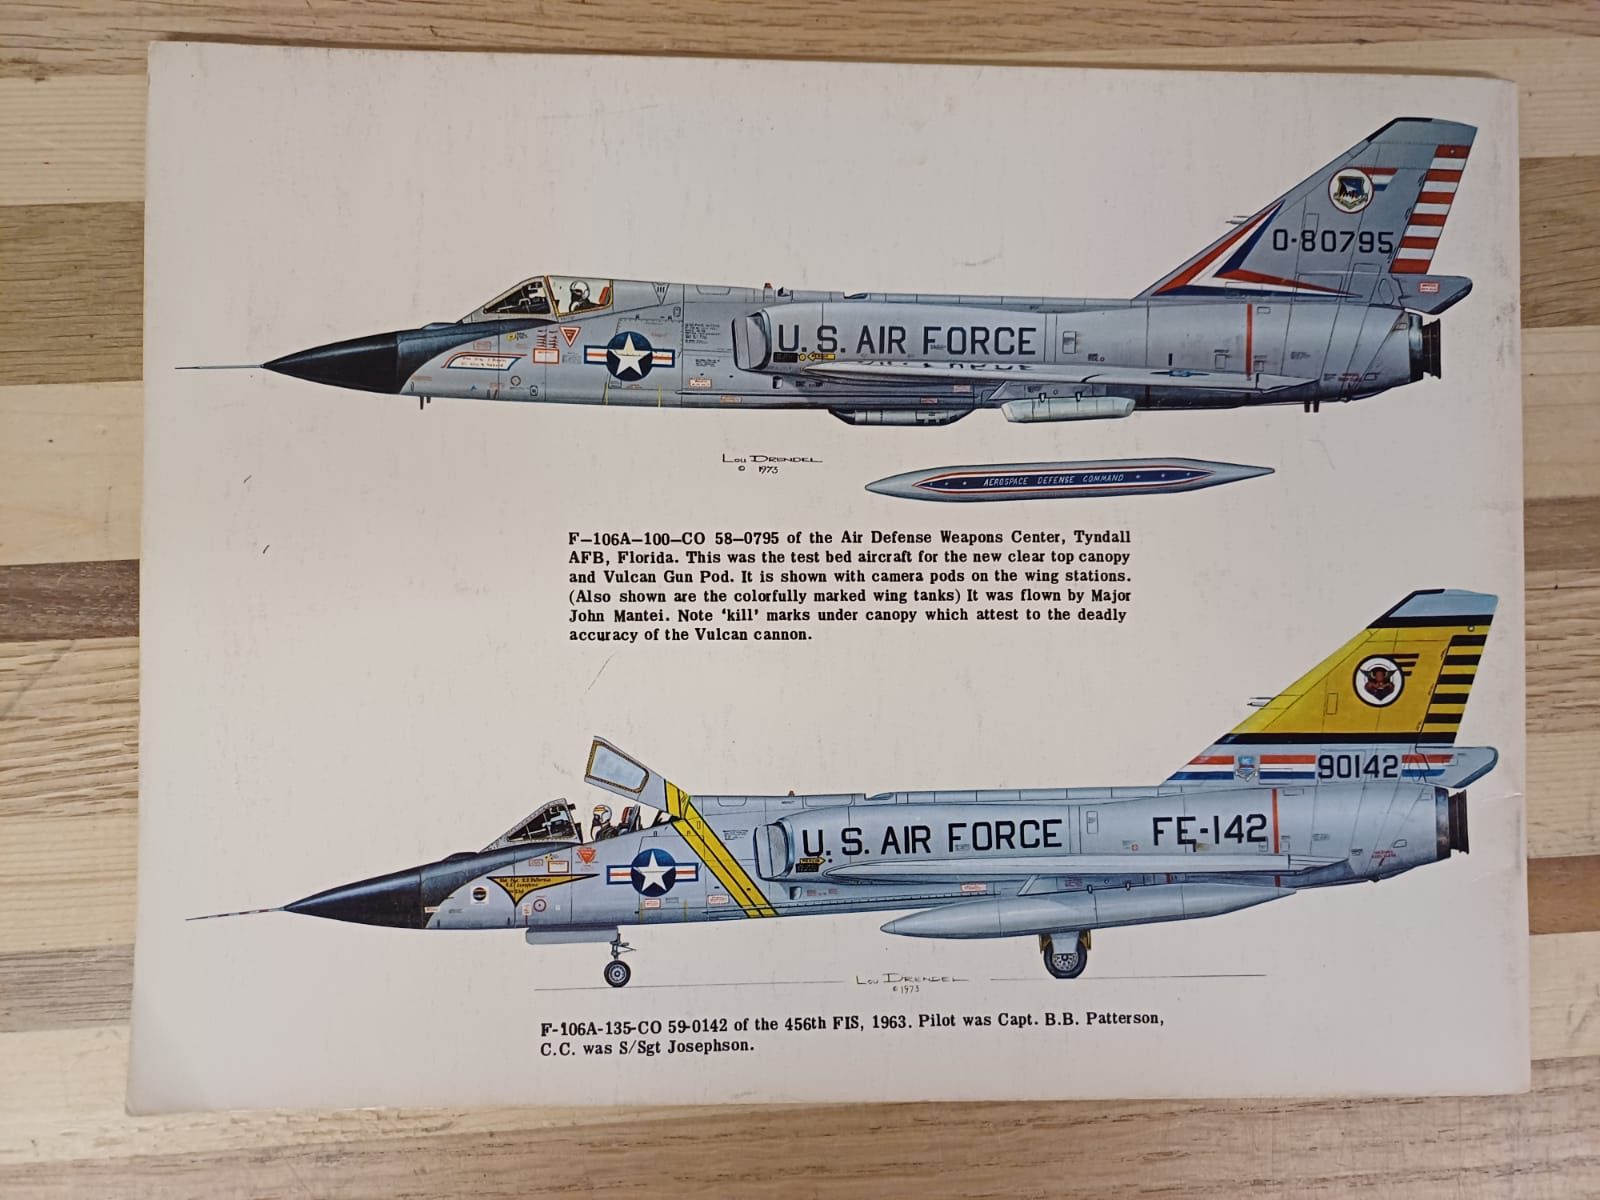 0-80795
U. S. AIR FORCE
LOU DRENDEL
© 1973
AEROSPACE DEFENSE COMMAND
F-106A-100-CO 58-0795 of the Air Defense Weapons Center, Tyndall
AFB, Florida. This was the test bed aircraft for the new clear top canopy
and Vulcan Gun Pod. It is shown with camera pods on the wing stations.
(Also shown are the colorfully marked wing tanks) It was flown by Major
John Mantei. Note 'kill' marks under canopy which attest to the deadly
accuracy of the Vulcan cannon.
90142
U. S. AIR FORCE FE-142
LOU DRENDEL
© 1973
F-106A-135-CO 59-0142 of the 456th FIS, 1963. Pilot was Capt. B.B. Patterson,
C.C. was S/Sgt Josephson.